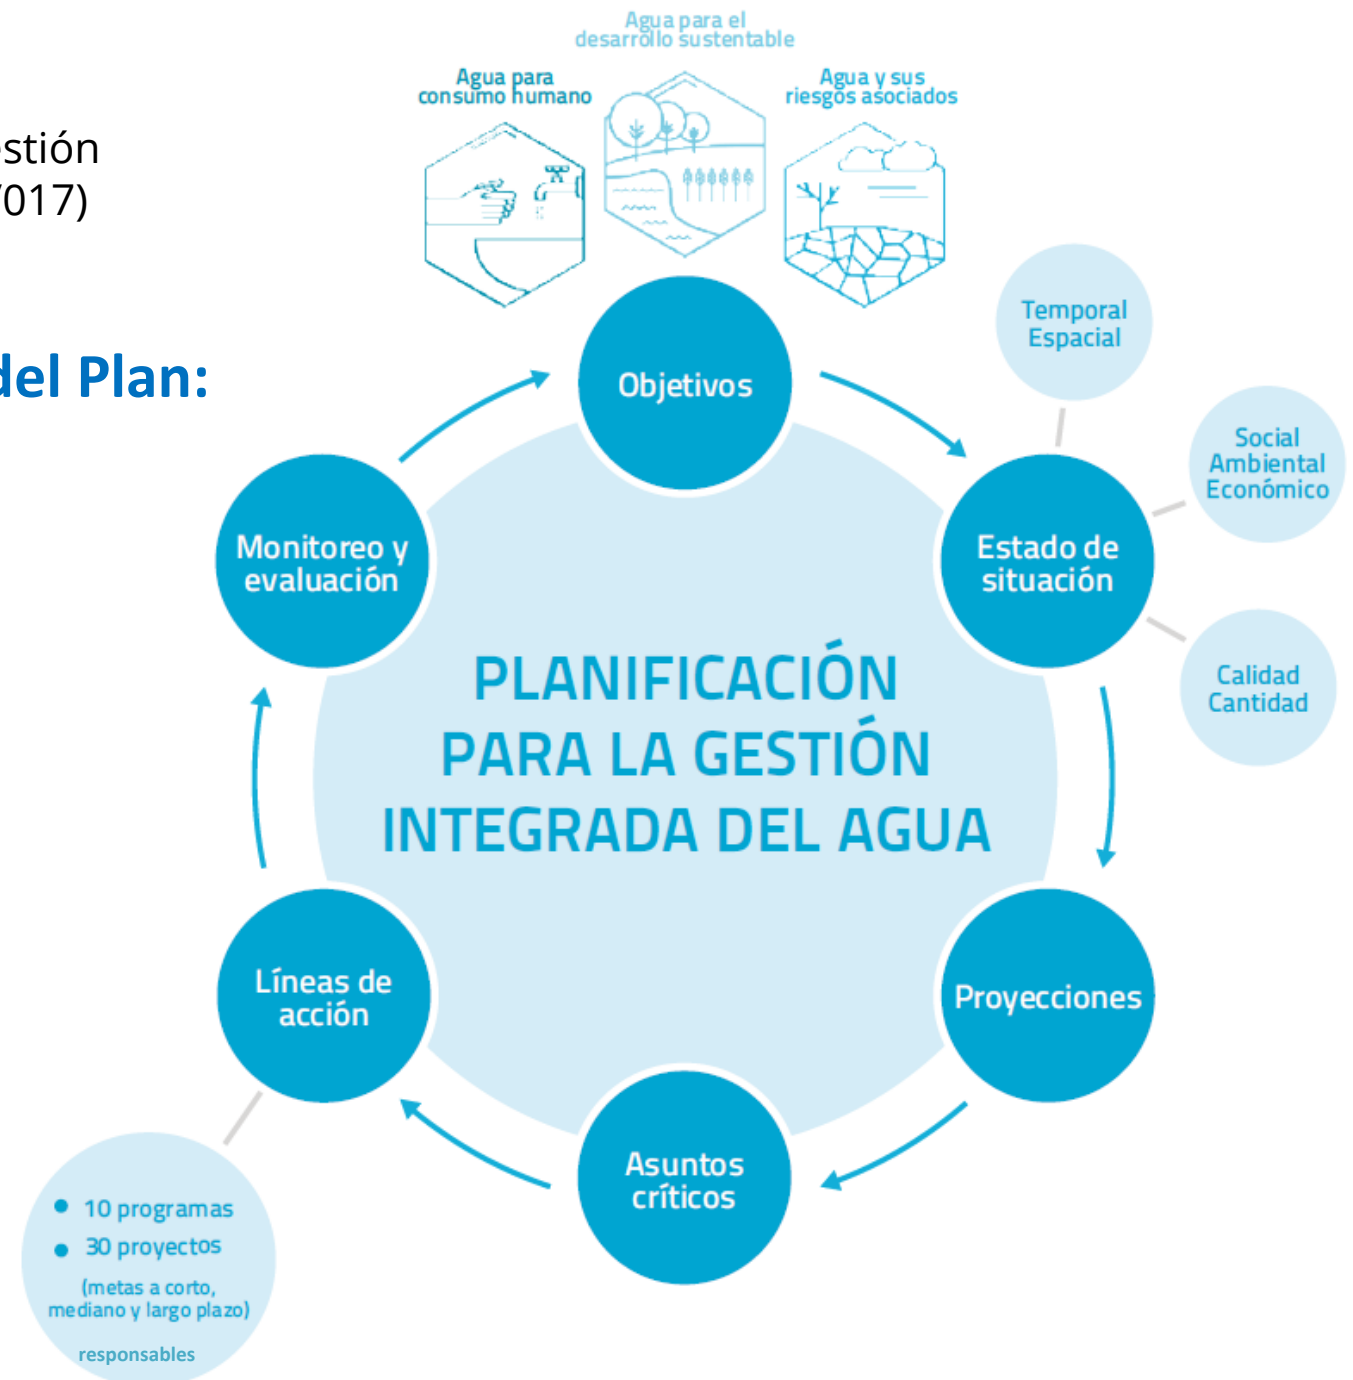 Agua para el
desarrollo sustentable
Agua para
consumo humano
Agua y sus
riesgos asociados
estión
/017)
del Plan:
Objetivos
Temporal
Espacial
Social
Ambiental
Económico
Estado de
situación
Calidad
Cantidad
Monitoreo y
evaluación
PLANIFICACIÓN
PARA LA GESTIÓN
INTEGRADA DEL AGUA
Proyecciones
Líneas de
acción
Asuntos
críticos
10 programas
30 proyectos
(metas a corto,
mediano y largo plazo)
responsables